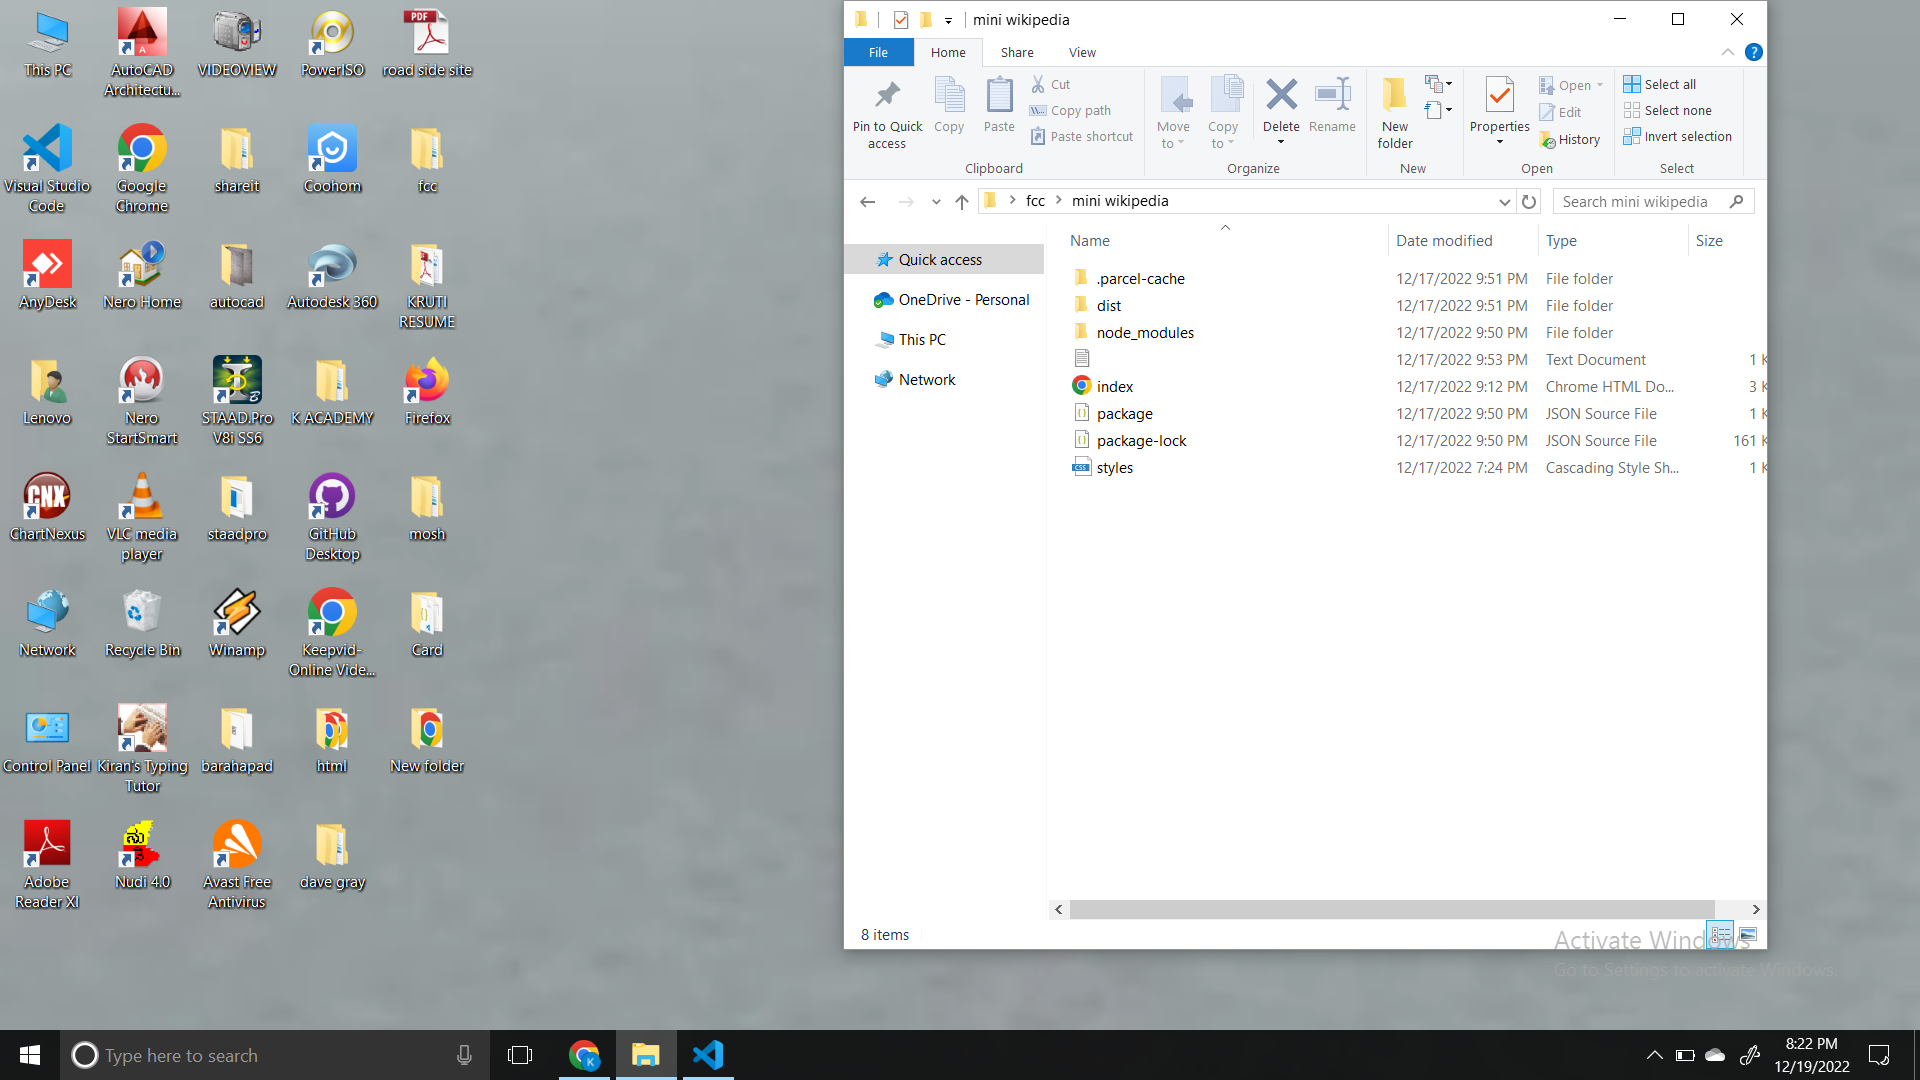 This PC
AutoCAD
Architectu...
VIDEOVIEW
PowerISO
PDF
road side site
Visual Studio
Code
Google
Chrome
shareit
Coohom
fcc
AnyDesk
Nero Home
autocad
Autodesk 360
KRUTI
RESUME
Lenovo
Nero
StartSmart
STAAD.Pro
V8i SS6
K ACADEMY
Firefox
CNX
ChartNexus
VLC media
player
staadpro
GitHub
Desktop
mosh
Network
Recycle Bin
Winamp
Keepvid-
Online Vide...
Card
Control Panel
Kiran's Typing
Tutor
barahapad
html
New folder
Adobe
Reader XI
Nudi 4.0
Avast Free
Antivirus
dave gray
mini wikipedia
File
Home
Share
View
Pin to Quick
access
Copy
Paste
Cut
Copy path
Paste shortcut
Clipboard
Move
to
Copy
to
Delete
Rename
Organize
New
folder
New
Properties
Open
Edit
History
Open
Select all
Select none
Invert selection
Select
fcc > mini wikipedia
Search mini wikipedia
Quick access
OneDrive - Personal
This PC
Network
Name Date modified Type Size
.parcel-cache 12/17/2022 9:51 PM File folder
dist 12/17/2022 9:51 PM File folder
node_modules 12/17/2022 9:50 PM File folder
12/17/2022 9:53 PM Text Document 1 K
index 12/17/2022 9:12 PM Chrome HTML Do... 3 K
package 12/17/2022 9:50 PM JSON Source File 1 K
package-lock 12/17/2022 9:50 PM JSON Source File 161 K
styles 12/17/2022 7:24 PM Cascading Style Sh... 1 K
8 items
Activate Windows
Go to Settings to activate Windows.
Type here to search
8:22 PM
12/19/2022